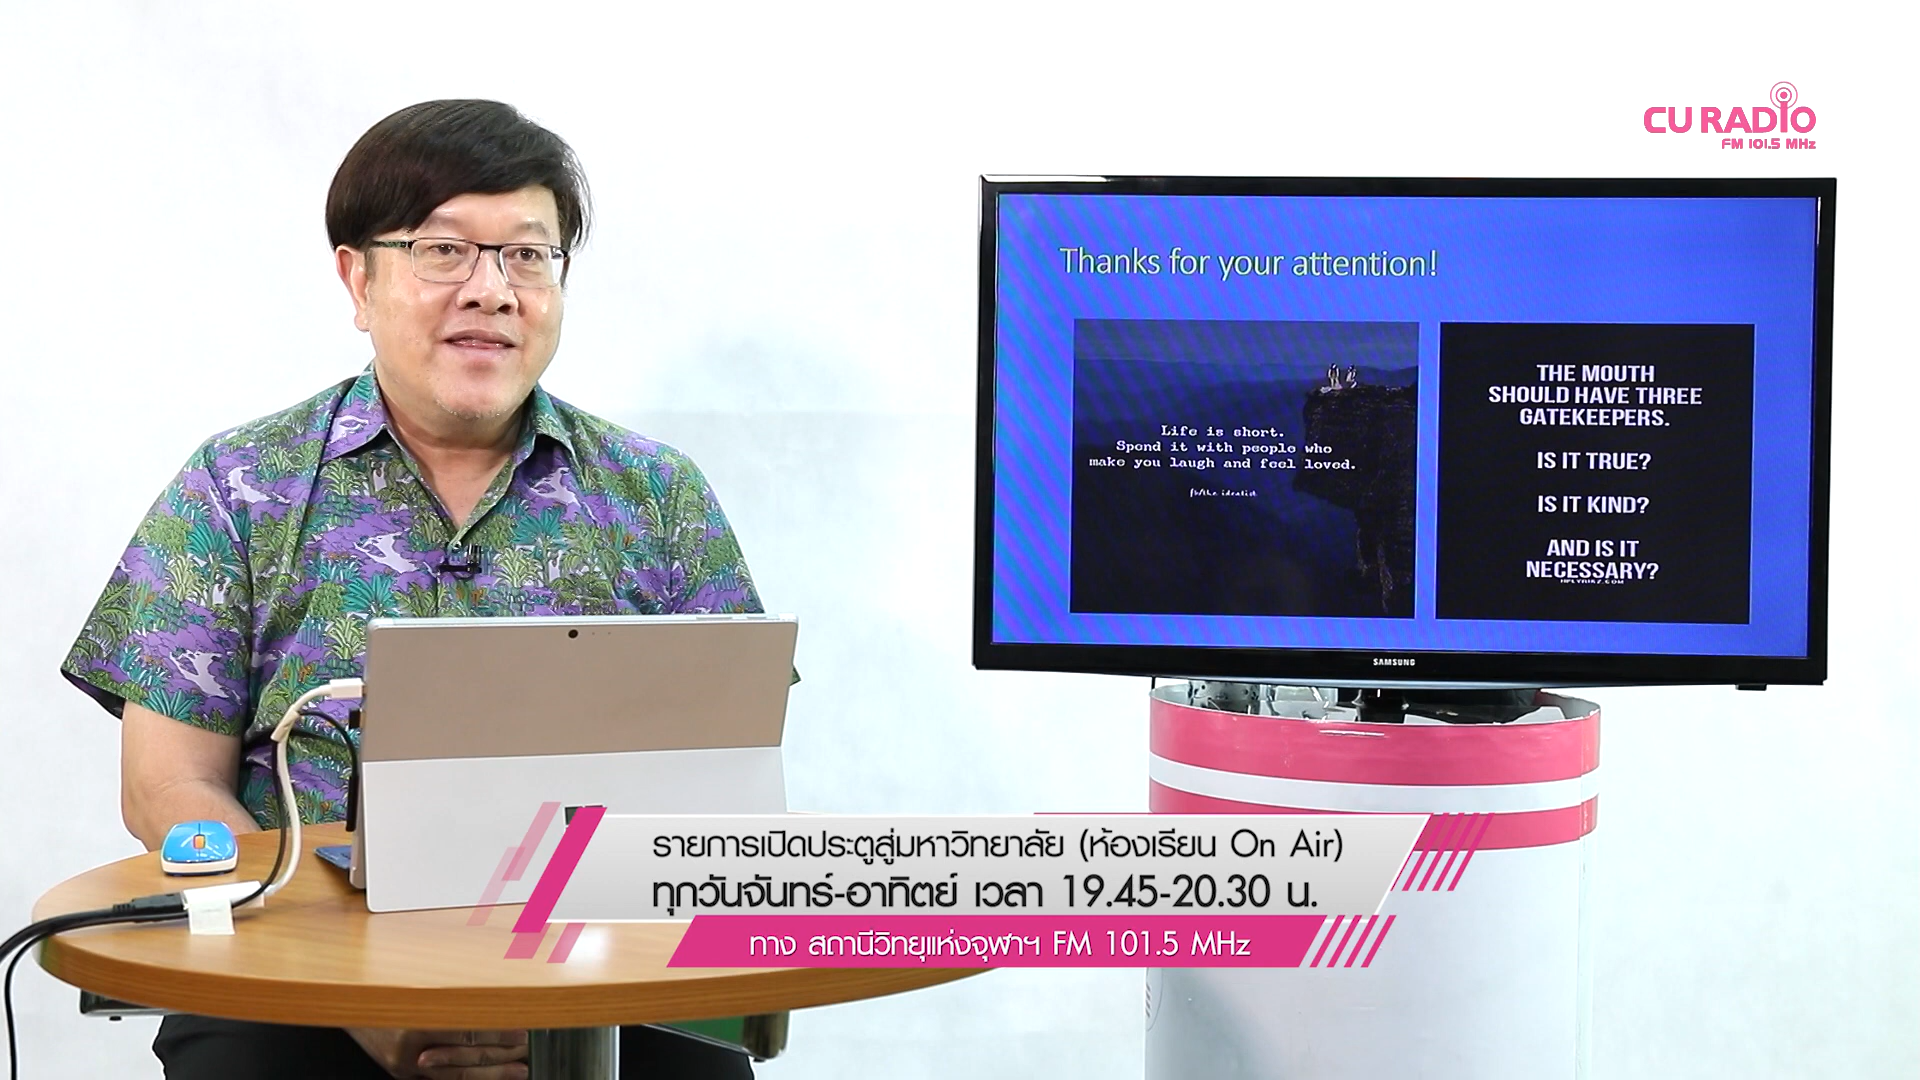 CU RADIO
FM 101.5 MHz
Thanks for your attention!
Life is short.
Spend it with people who
make you laugh and feel loved.
fb/the idealist
THE MOUTH
SHOULD HAVE THREE
GATEKEEPERS.
IS IT TRUE?
IS IT KIND?
AND IS IT
NECESSARY?
HPLYRIKZ.COM
SAMSUNG
รายการเปิดประตูสู่มหาวิทยาลัย (ห้องเรียน On Air)
ทุกวันจันทร์-อาทิตย์ เวลา 19.45-20.30 น.
ทาง สถานีวิทยุแห่งจุฬาฯ FM 101.5 MHz